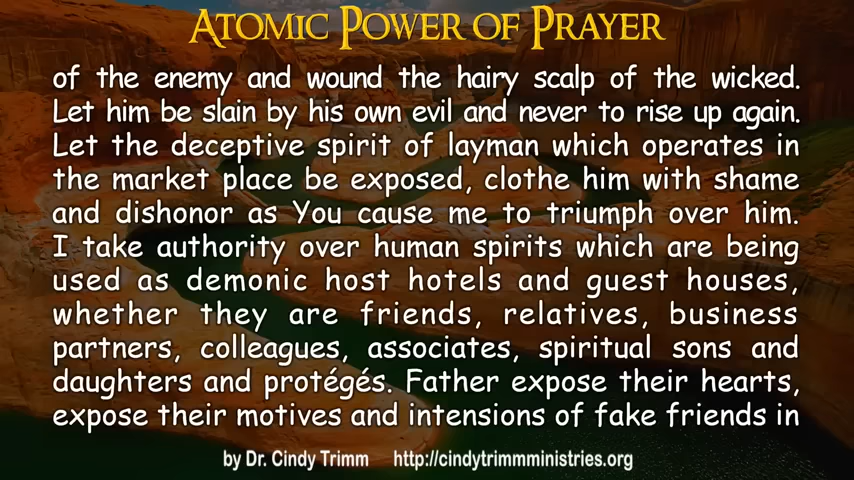 ATOMIC POWER OF PRAYER
of the enemy and wound the hairy scalp of the wicked.
Let him be slain by his own evil and never to rise up again.
Let the deceptive spirit of layman which operates in
the market place be exposed, clothe him with shame
and dishonor as You cause me to triumph over him.
I take authority over human spirits which are being
used as demonic host hotels and guest houses,
whether they are friends, relatives, business
partners, colleagues, associates, spiritual sons and
daughters and protégés. Father expose their hearts,
expose their motives and intensions of fake friends in
by Dr. Cindy Trimm http://cindytrimmministries.org